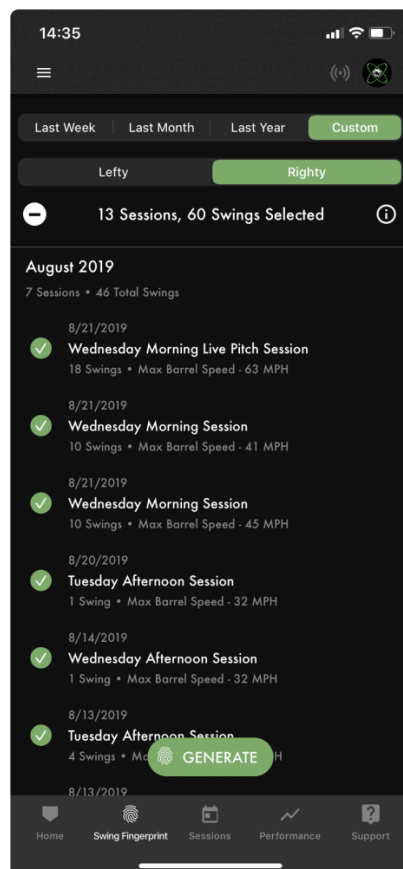 14:35
Last Week
Last Month
Last Year
Custom
Lefty
Righty
13 Sessions, 60 Swings Selected
August 2019
7 Sessions • 46 Total Swings
8/21/2019
Wednesday Morning Live Pitch Session
18 Swings • Max Barrel Speed - 63 MPH
8/21/2019
Wednesday Morning Session
10 Swings • Max Barrel Speed - 41 MPH
8/21/2019
Wednesday Morning Session
10 Swings • Max Barrel Speed - 45 MPH
8/20/2019
Tuesday Afternoon Session
1 Swing • Max Barrel Speed - 32 MPH
8/14/2019
Wednesday Afternoon Session
1 Swing • Max Barrel Speed - 32 MPH
8/13/2019
Tuesday Afternoon Session
4 Swings •
GENERATE
8/13/2019
Home
Swing Fingerprint
Sessions
Performance
Support